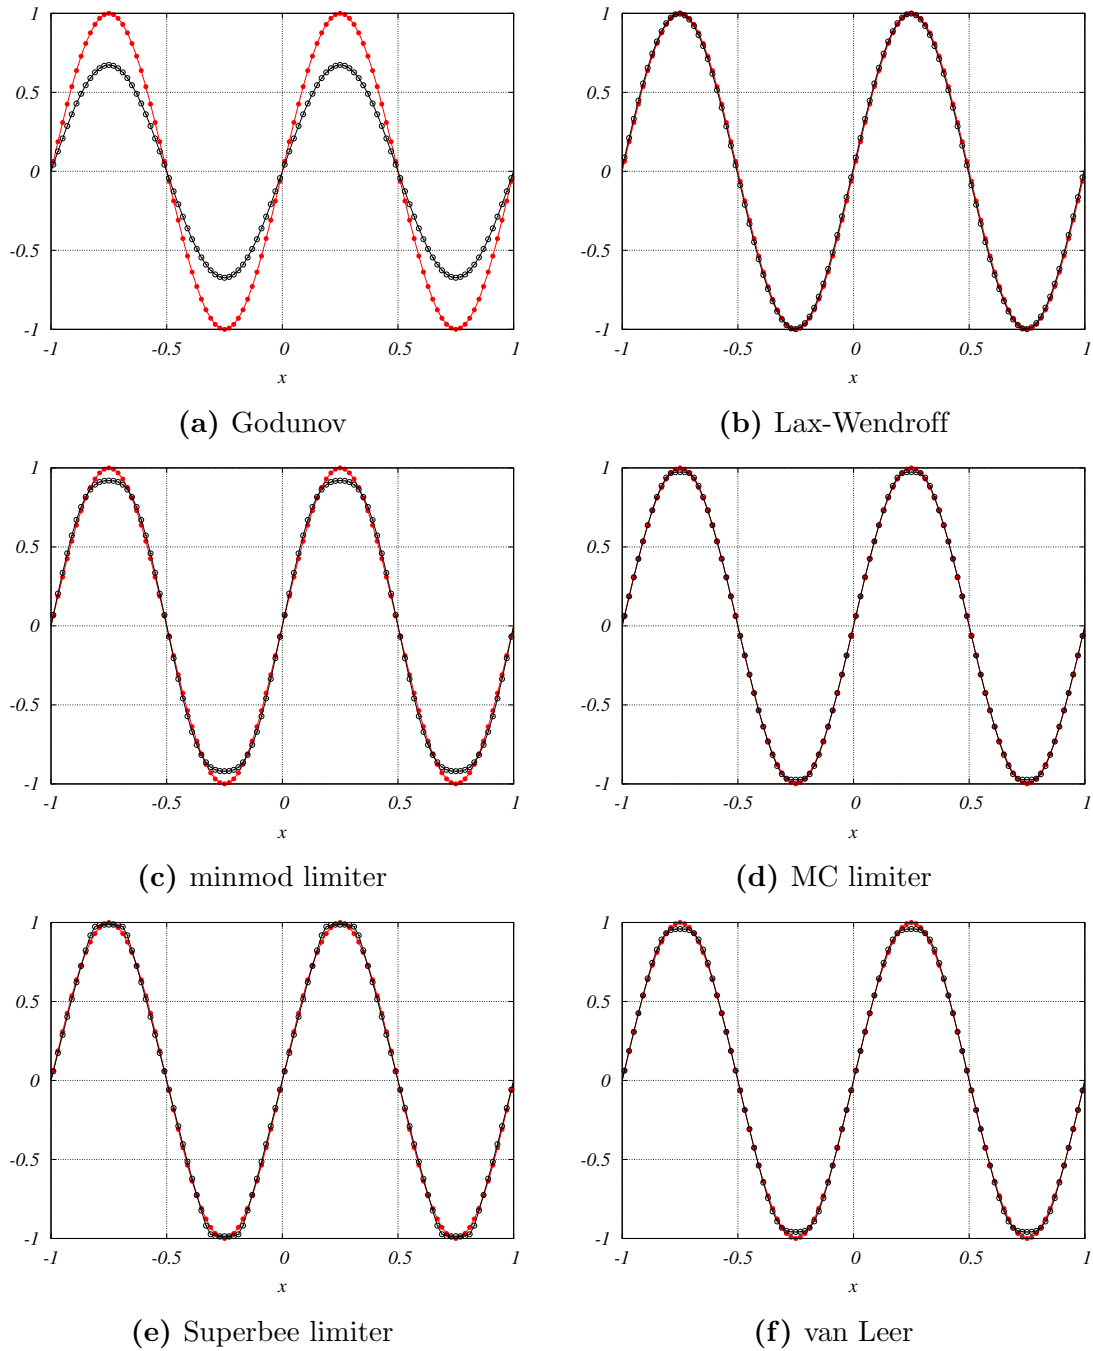 1
0.5
0
-0.5
-1
-1 -0.5 0 0.5 1
x
(a) Godunov
1
0.5
0
-0.5
-1
-1 -0.5 0 0.5 1
x
(b) Lax-Wendroff
1
0.5
0
-0.5
-1
-1 -0.5 0 0.5 1
x
(c) minmod limiter
1
0.5
0
-0.5
-1
-1 -0.5 0 0.5 1
x
(d) MC limiter
1
0.5
0
-0.5
-1
-1 -0.5 0 0.5 1
x
(e) Superbee limiter
1
0.5
0
-0.5
-1
-1 -0.5 0 0.5 1
x
(f) van Leer